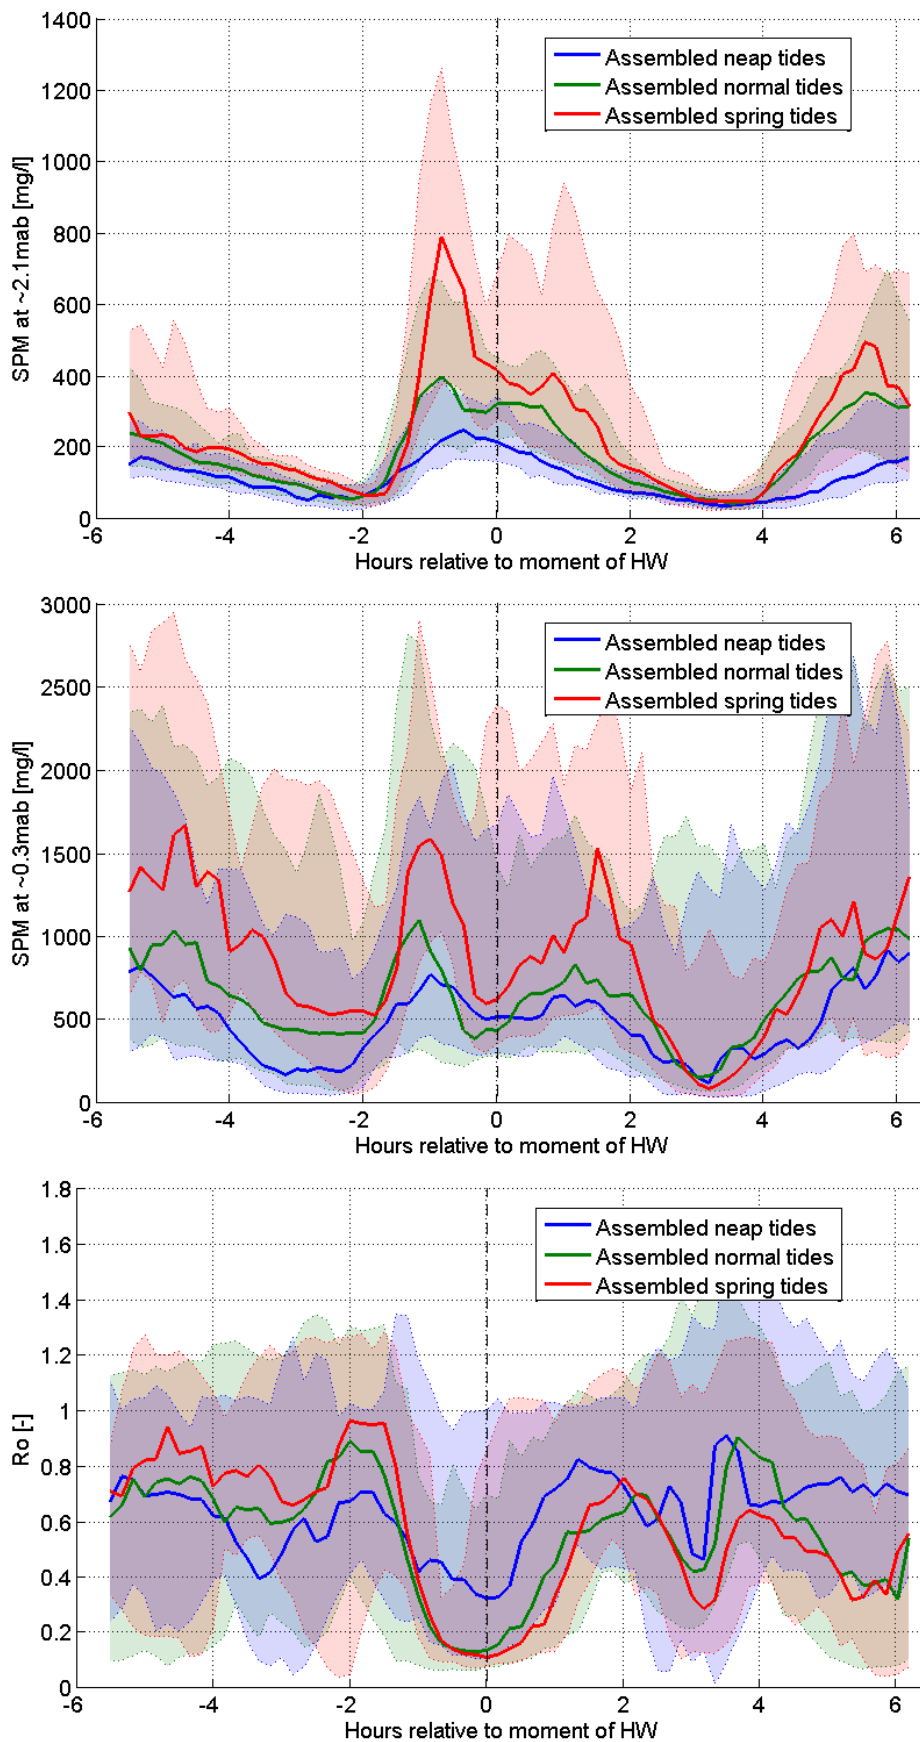 1400
1200
1000
800
600
400
200
0
SPM at ~2.1mab [mg/l]
Assembled neap tides
Assembled normal tides
Assembled spring tides
-6 -4 -2 0 2 4 6
Hours relative to moment of HW
3000
2500
2000
1500
1000
500
0
SPM at ~0.3mab [mg/l]
Assembled neap tides
Assembled normal tides
Assembled spring tides
-6 -4 -2 0 2 4 6
Hours relative to moment of HW
1.8
1.6
1.4
1.2
1
0.8
0.6
0.4
0.2
0
Ro [-]
Assembled neap tides
Assembled normal tides
Assembled spring tides
-6 -4 -2 0 2 4 6
Hours relative to moment of HW